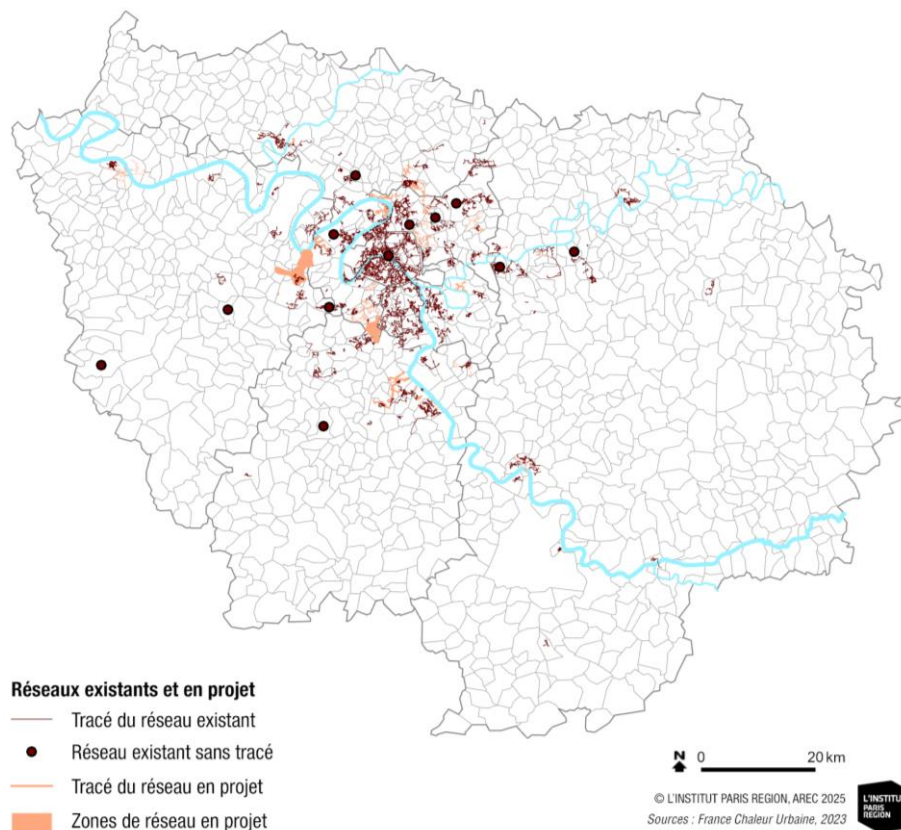 Réseaux existants et en projet
Tracé du réseau existant
Réseau existant sans tracé
Tracé du réseau en projet
Zones de réseau en projet
N 0 20 km
© L'INSTITUT PARIS REGION, AREC 2025
Sources : France Chaleur Urbaine, 2023
L'INSTITUT
PARIS
REGION